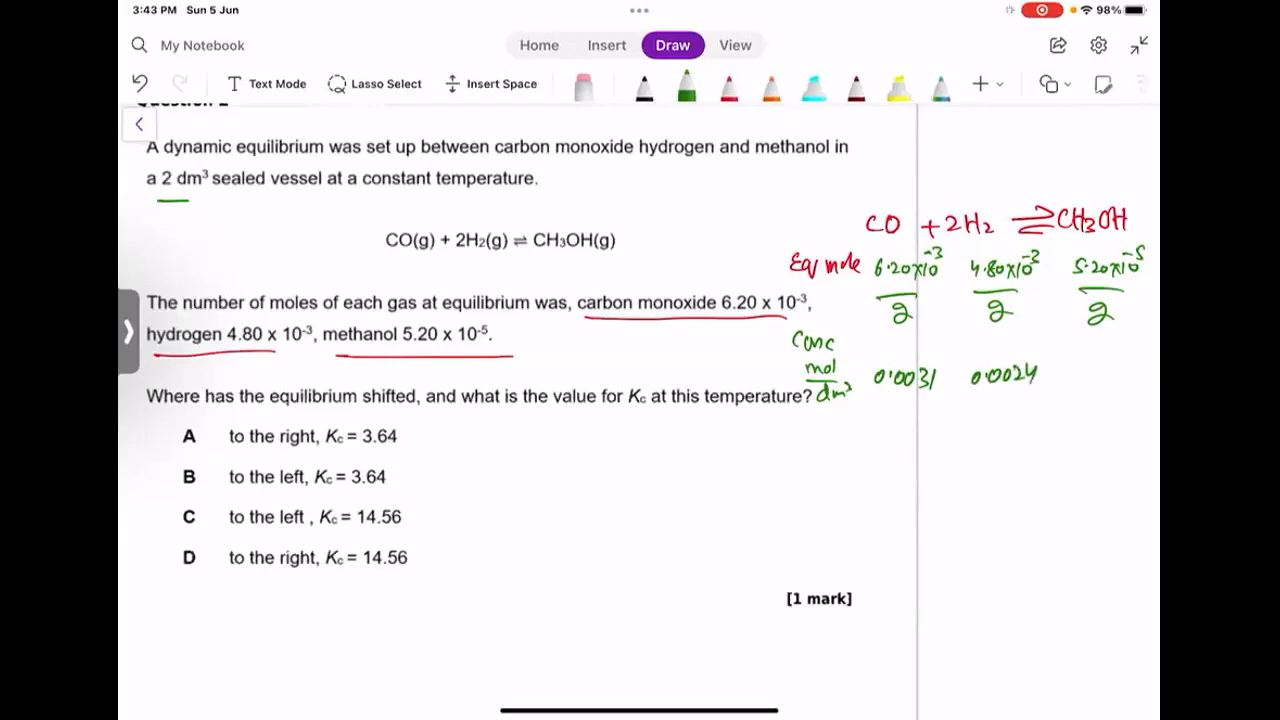 3:43 PM Sun 5 Jun
98%
My Notebook
Home Insert Draw View
Text Mode Lasso Select Insert Space
A dynamic equilibrium was set up between carbon monoxide hydrogen and methanol in
a 2 dm³ sealed vessel at a constant temperature.
CO(g) + 2H₂(g) ⇌ CH₃OH(g)
The number of moles of each gas at equilibrium was, carbon monoxide 6.20 x 10⁻³,
hydrogen 4.80 x 10⁻³, methanol 5.20 x 10⁻⁵.
Where has the equilibrium shifted, and what is the value for Kc at this temperature?
A to the right, Kc = 3.64
B to the left, Kc = 3.64
C to the left , Kc = 14.56
D to the right, Kc = 14.56
[1 mark]
CO + 2H₂ ⇌ CH₃OH
Eq mole 6.20x10⁻³ 4.80x10⁻³ 5.20x10⁻⁵
2 2 2
Conc
mol
dm³ 0.0031 0.0024